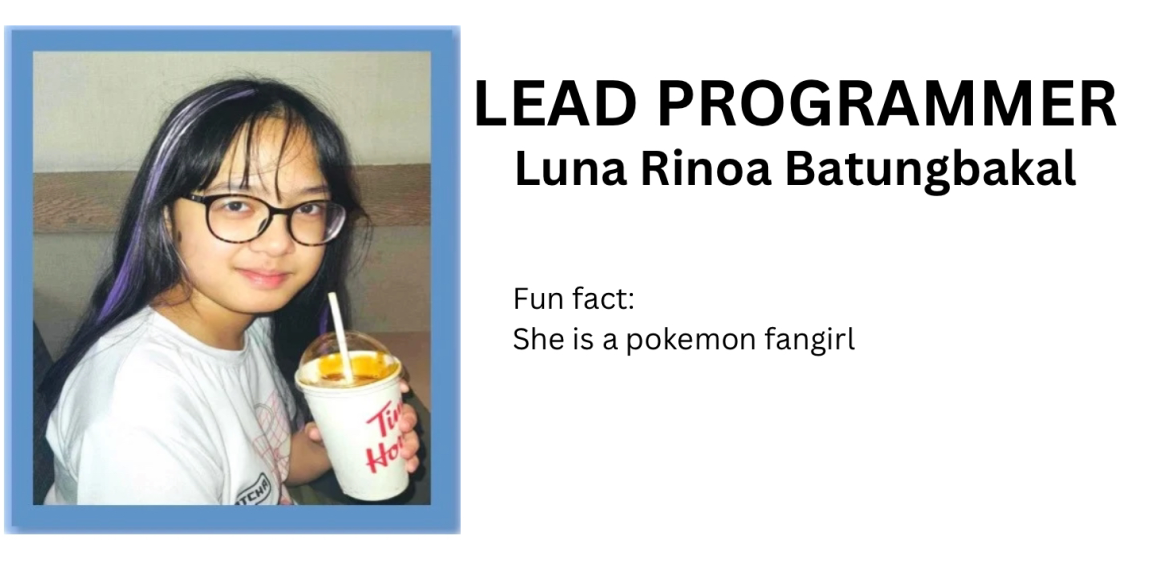 LEAD PROGRAMMER
Luna Rinoa Batungbakal
Fun fact:
She is a pokemon fangirl